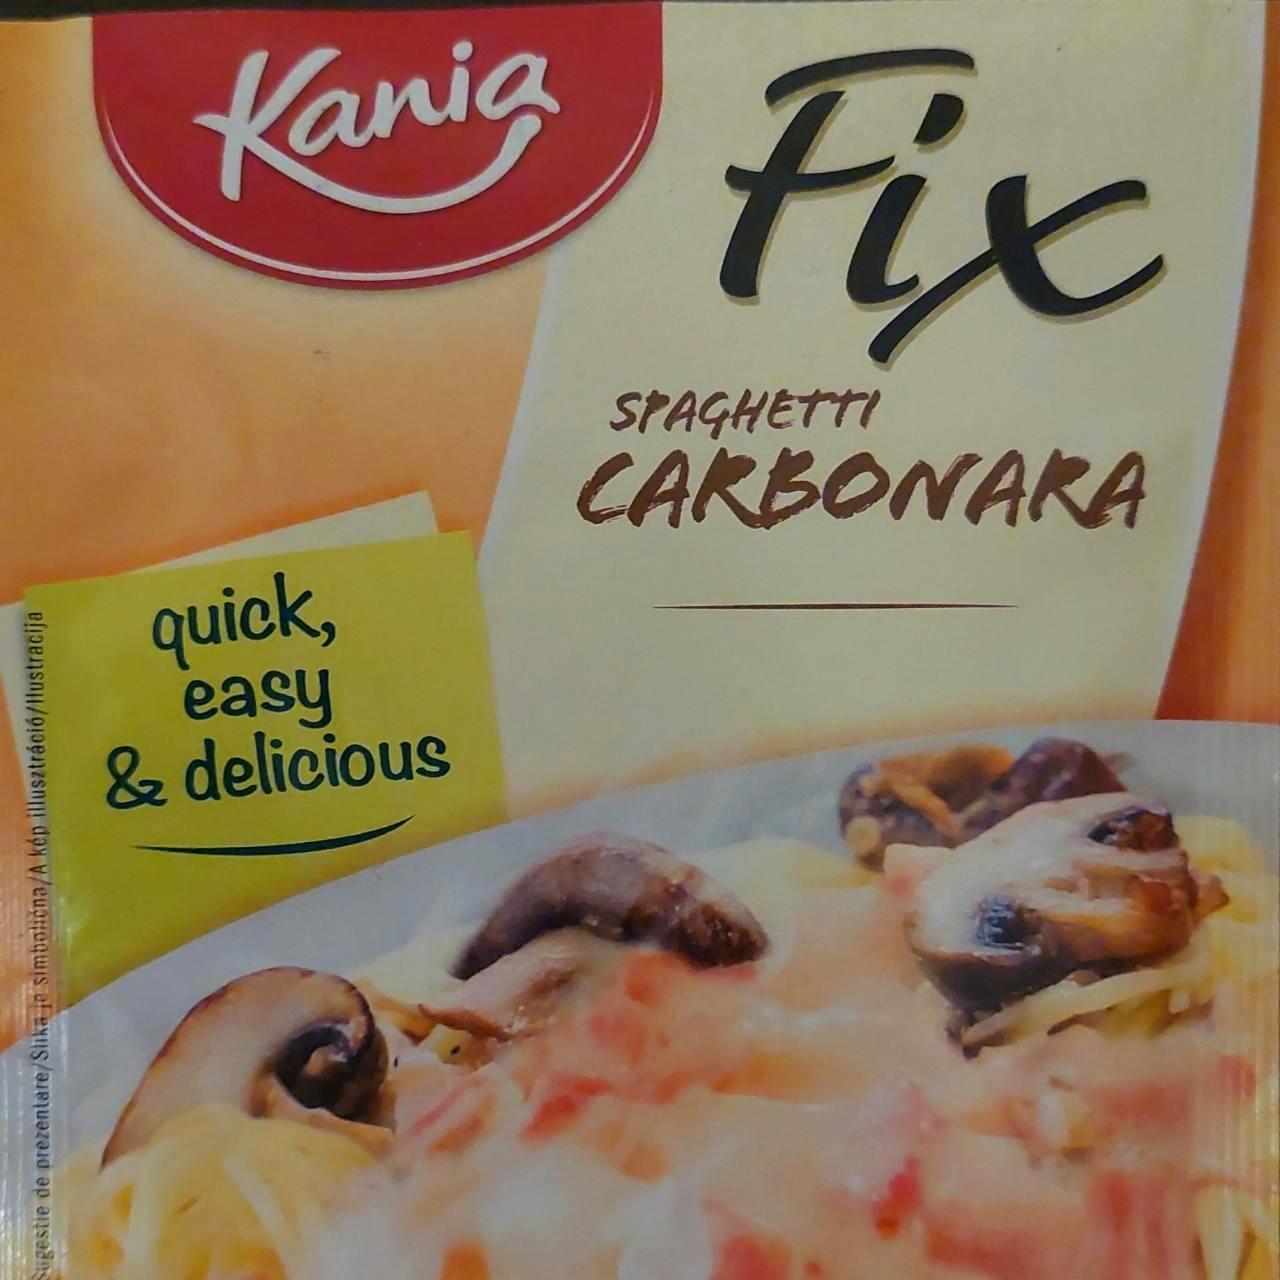 Kania
Fix
SPAGHETTI
CARBONARA
quick,
easy
& delicious
Sugestie de prezentare/Slika je simbolična/A kép illusztráció/Ilustracija